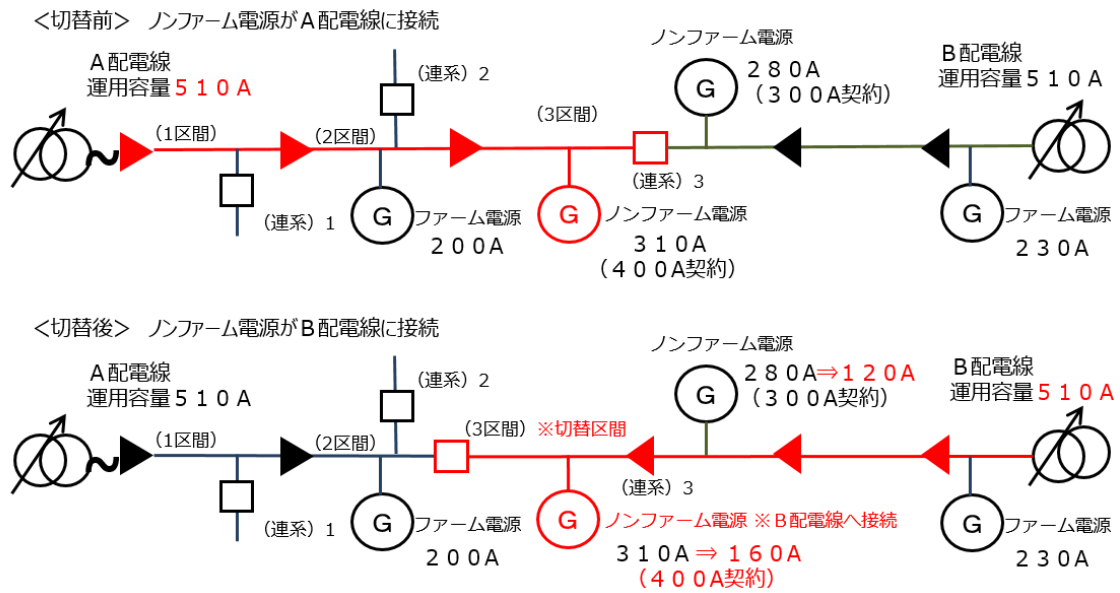 ＜切替前＞ ノンファーム電源がＡ配電線に接続
Ａ配電線
運用容量５１０Ａ
(1区間)
(連系) 1
(2区間)
(連系) 2
G
ファーム電源
２００Ａ
(3区間)
G
ノンファーム電源
３１０Ａ
（４００Ａ契約）
(連系) 3
ノンファーム電源
G
２８０Ａ
（３００Ａ契約）
Ｂ配電線
運用容量５１０Ａ
G
ファーム電源
２３０Ａ
＜切替後＞ ノンファーム電源がＢ配電線に接続
Ａ配電線
運用容量５１０Ａ
(1区間)
(連系) 1
(2区間)
(連系) 2
G
ファーム電源
２００Ａ
(3区間) ※切替区間
G
ノンファーム電源 ※Ｂ配電線へ接続
３１０Ａ⇒１６０Ａ
（４００Ａ契約）
(連系) 3
ノンファーム電源
G
２８０Ａ⇒１２０Ａ
（３００Ａ契約）
Ｂ配電線
運用容量５１０Ａ
G
ファーム電源
２３０Ａ